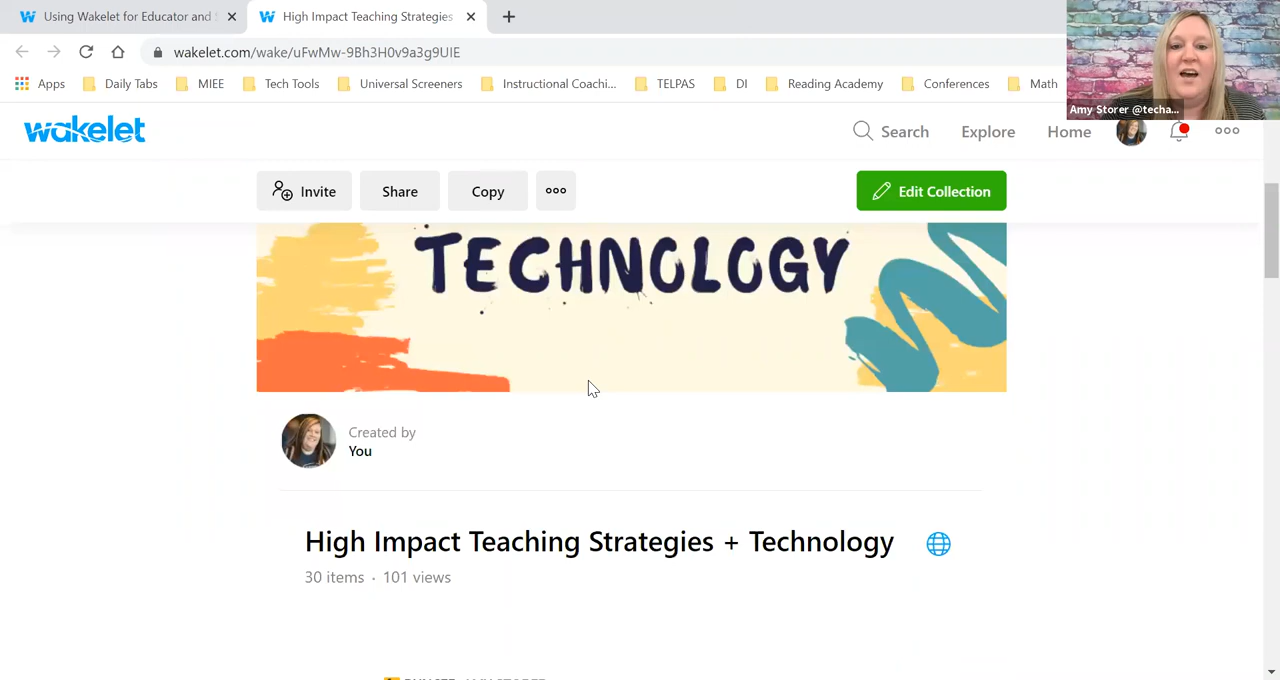 Using Wakelet for Educator and
High Impact Teaching Strategies
wakelet.com/wake/uFwMw-9Bh3H0v9a3g9UIE
Apps
Daily Tabs
MIEE
Tech Tools
Universal Screeners
Instructional Coachi...
TELPAS
DI
Reading Academy
Conferences
Math
Amy Storer @techa...
wakelet
Search
Explore
Home
Invite
Share
Copy
Edit Collection
TECHNOLOGY
Created by
You
High Impact Teaching Strategies + Technology
30 items · 101 views